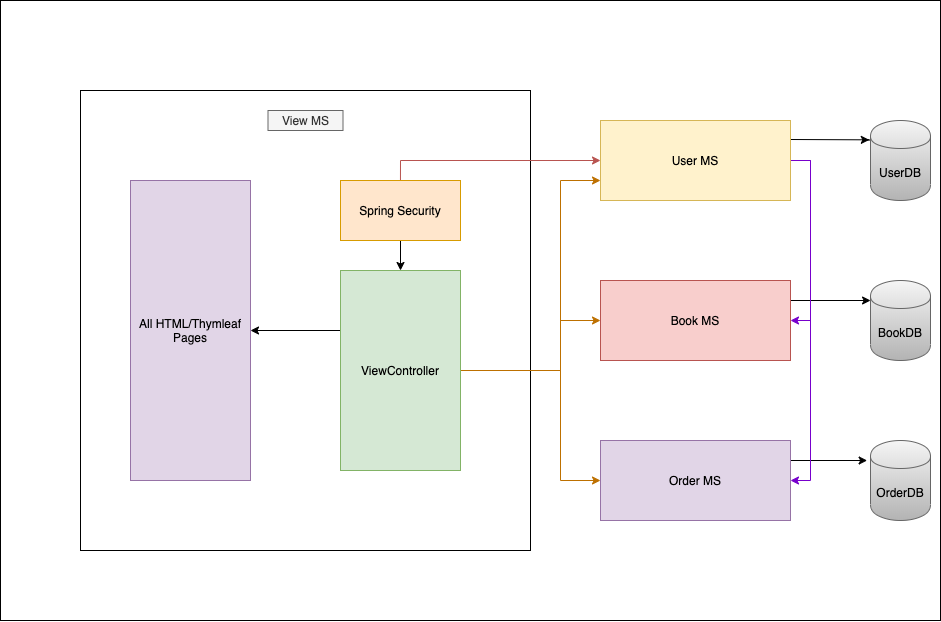 View MS
Spring Security
All HTML/Thymleaf
Pages
ViewController
User MS
UserDB
Book MS
BookDB
Order MS
OrderDB